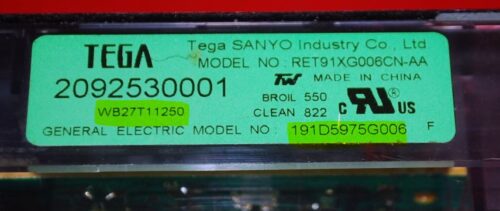 TEGA Tega SANYO Industry Co., Ltd
MODEL NO : RET91XG006CN-AA
2092530001 TW MADE IN CHINA
WB27T11250 BROIL 550
CLEAN 822 c RU US
GENERAL ELECTRIC MODEL NO : 191D5975G006 F